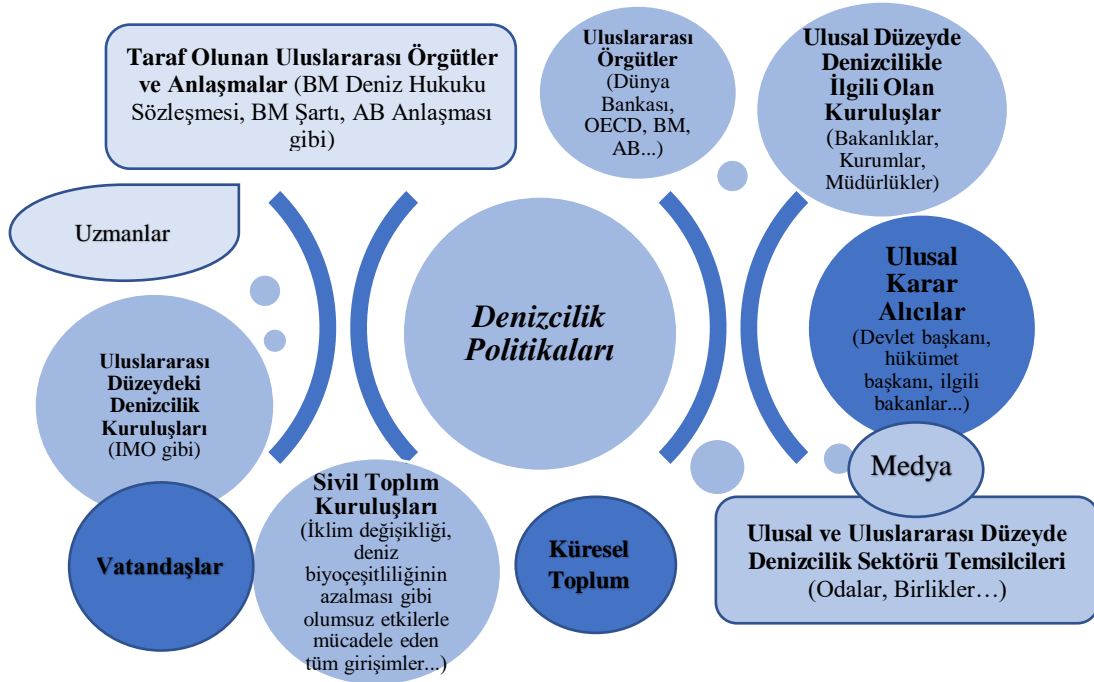 Taraf Olunan Uluslararası Örgütler
ve Anlaşmalar (BM Deniz Hukuku
Sözleşmesi, BM Şartı, AB Anlaşması
gibi)
Uluslararası
Örgütler
(Dünya
Bankası,
OECD, BM,
AB...)
Ulusal Düzeyde
Denizcilikle
İlgili Olan
Kuruluşlar
(Bakanlıklar,
Kurumlar,
Müdürlükler)
Uzmanlar
Denizcilik
Politikaları
Ulusal
Karar
Alıcılar
(Devlet başkanı,
hükümet
başkanı, ilgili
bakanlar...)
Uluslararası
Düzeydeki
Denizcilik
Kuruluşları
(IMO gibi)
Medya
Vatandaşlar
Sivil Toplım
Kuruluşları
(İklim değişikliği,
deniz
biyoçeşitliliğinin
azalması gibi
olumsuz etkilerle
mücadele eden
tüm girişimler...)
Küresel
Toplum
Ulusal ve Uluslararası Düzeyde
Denizcilik Sektörü Temsilcileri
(Odalar, Birlikler…)